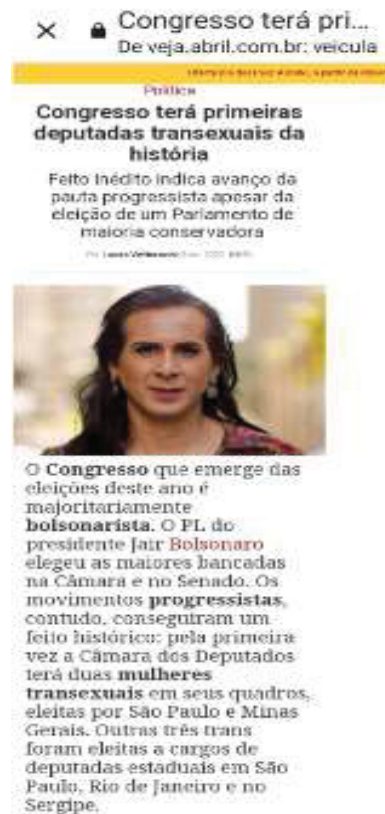 Congresso terá pri...
De veja.abril.com.br: veicula
Política
Congresso terá primeiras
deputadas transexuais da
história
Feito inédito indica avanço da
pauta progressista apesar da
eleição de um Parlamento de
maioria conservadora
Por
O Congresso que emerge das
eleições deste ano é
majoritariamente
bolsonarista. O PL do
presidente Jair Bolsonaro
elegeu as maiores bancadas
na Câmara e no Senado. Os
movimentos progressistas,
contudo, conseguiram um
feito histórico: pela primeira
vez a Câmara dos Deputados
terá duas mulheres
transexuais em seus quadros,
eleitas por São Paulo e Minas
Gerais. Outras três trans
foram eleitas a cargos de
deputadas estaduais em São
Paulo, Rio de Janeiro e no
Sergipe.